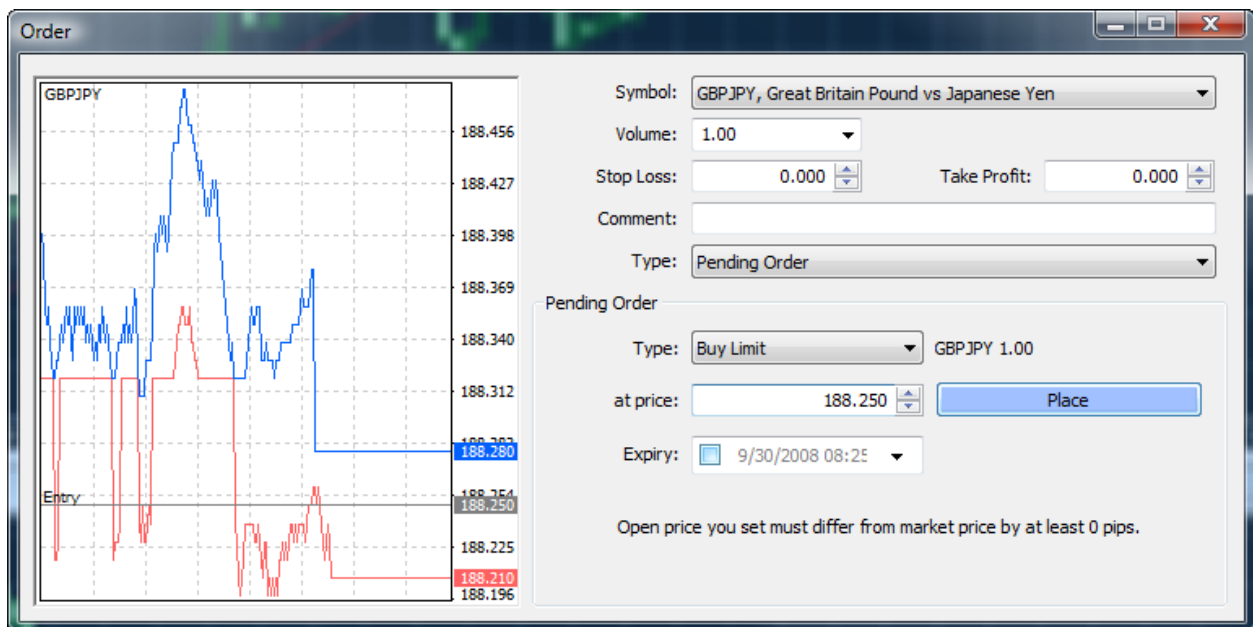 Order
GBPJPY
188.456
188.427
188.398
188.369
188.340
188.312
188.280
Entry
188.250
188.225
188.210
188.196
Symbol: GBPJPY, Great Britain Pound vs Japanese Yen
Volume: 1.00
Stop Loss: 0.000 Take Profit: 0.000
Comment:
Type: Pending Order
Pending Order
Type: Buy Limit GBPJPY 1.00
at price: 188.250 Place
Expiry: 9/30/2008 08:25
Open price you set must differ from market price by at least 0 pips.